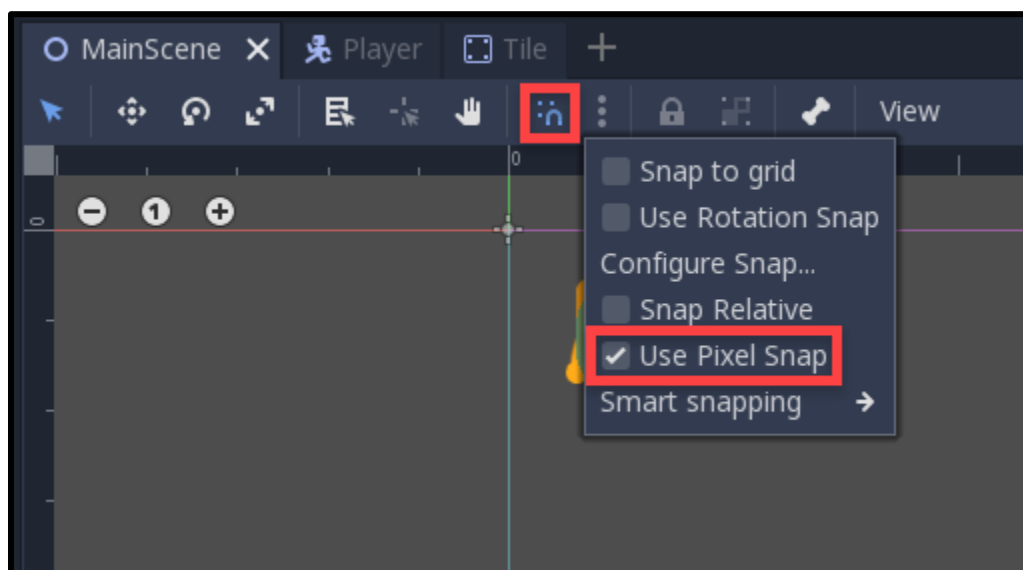 MainScene Player Tile
View
0
Snap to grid
1
0
Use Rotation Snap
Configure Snap...
Snap Relative
Use Pixel Snap
Smart snapping